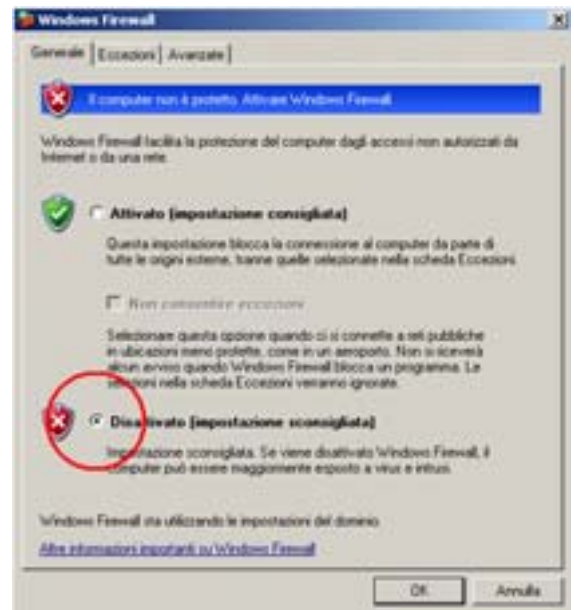 Windows Firewall
Generale Eccezioni Avanzate
Il computer non è protetto. Attivare Windows Firewall
Windows Firewall facilita la protezione del computer dagli accessi non autorizzati da
Internet o da una rete.
Attivato (impostazione consigliata)
Questa impostazione blocca la connessione al computer da parte di
tutte le origini esterne, tranne quelle selezionate nella scheda Eccezioni
Non consentire eccezioni
Selezionare questa opzione quando ci si connette a reti pubbliche
in ubicazioni meno protette, come in un aeroporto. Non si riceverà
alcun avviso quando Windows Firewall blocca un programma. Le
selezioni nella scheda Eccezioni verranno ignorate.
Disattivato (impostazione sconsigliata)
Impostazione sconsigliata. Se viene disattivato Windows Firewall, il
computer può essere maggiormente esposto a virus e intrusi.
Windows Firewall sta utilizzando le impostazioni del dominio.
Altre informazioni importanti su Windows Firewall
OK Annulla